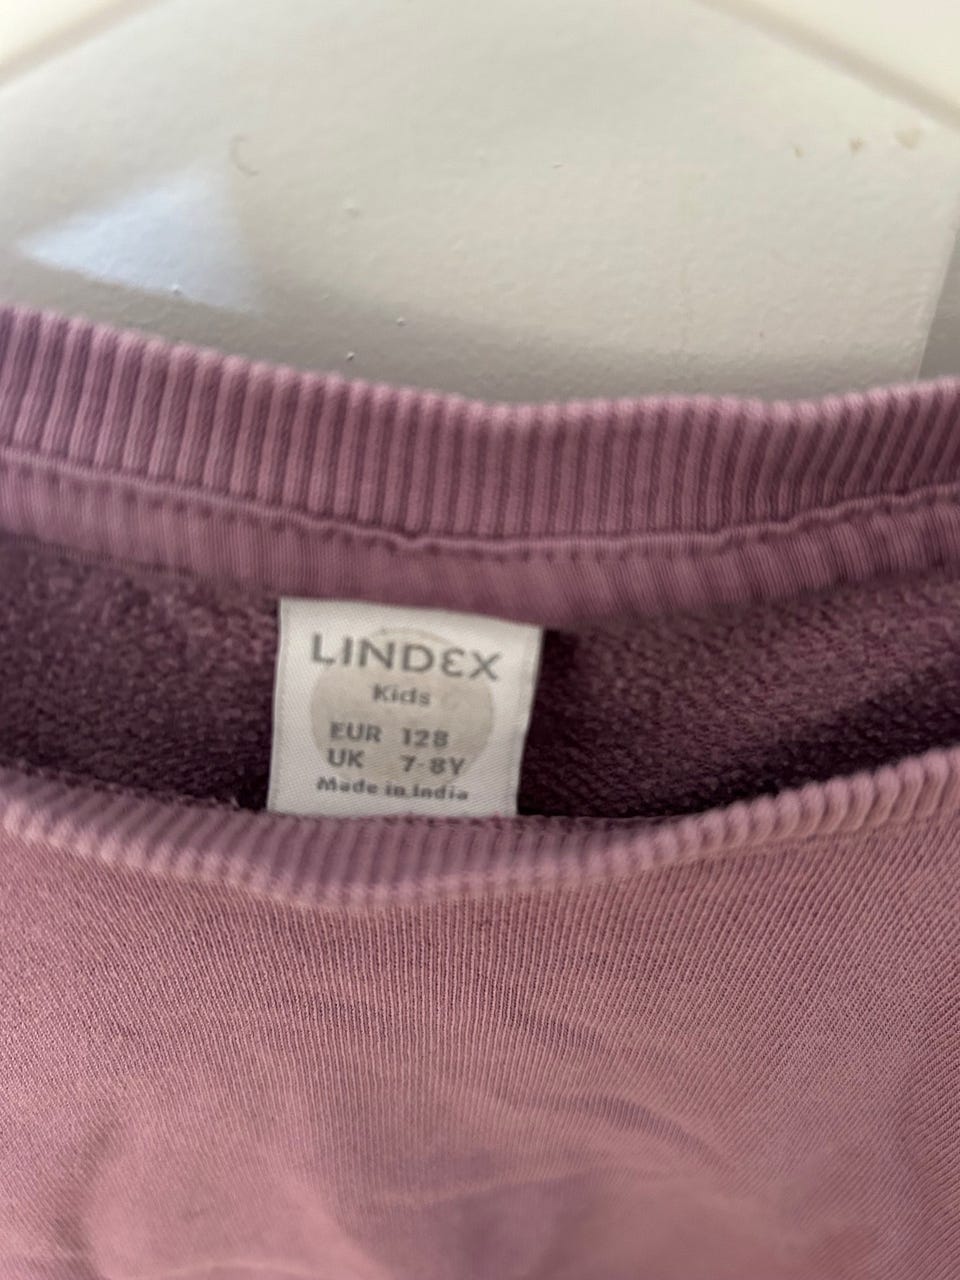 LINDEX
Kids
EUR 128
UK 7-8Y
Made in India